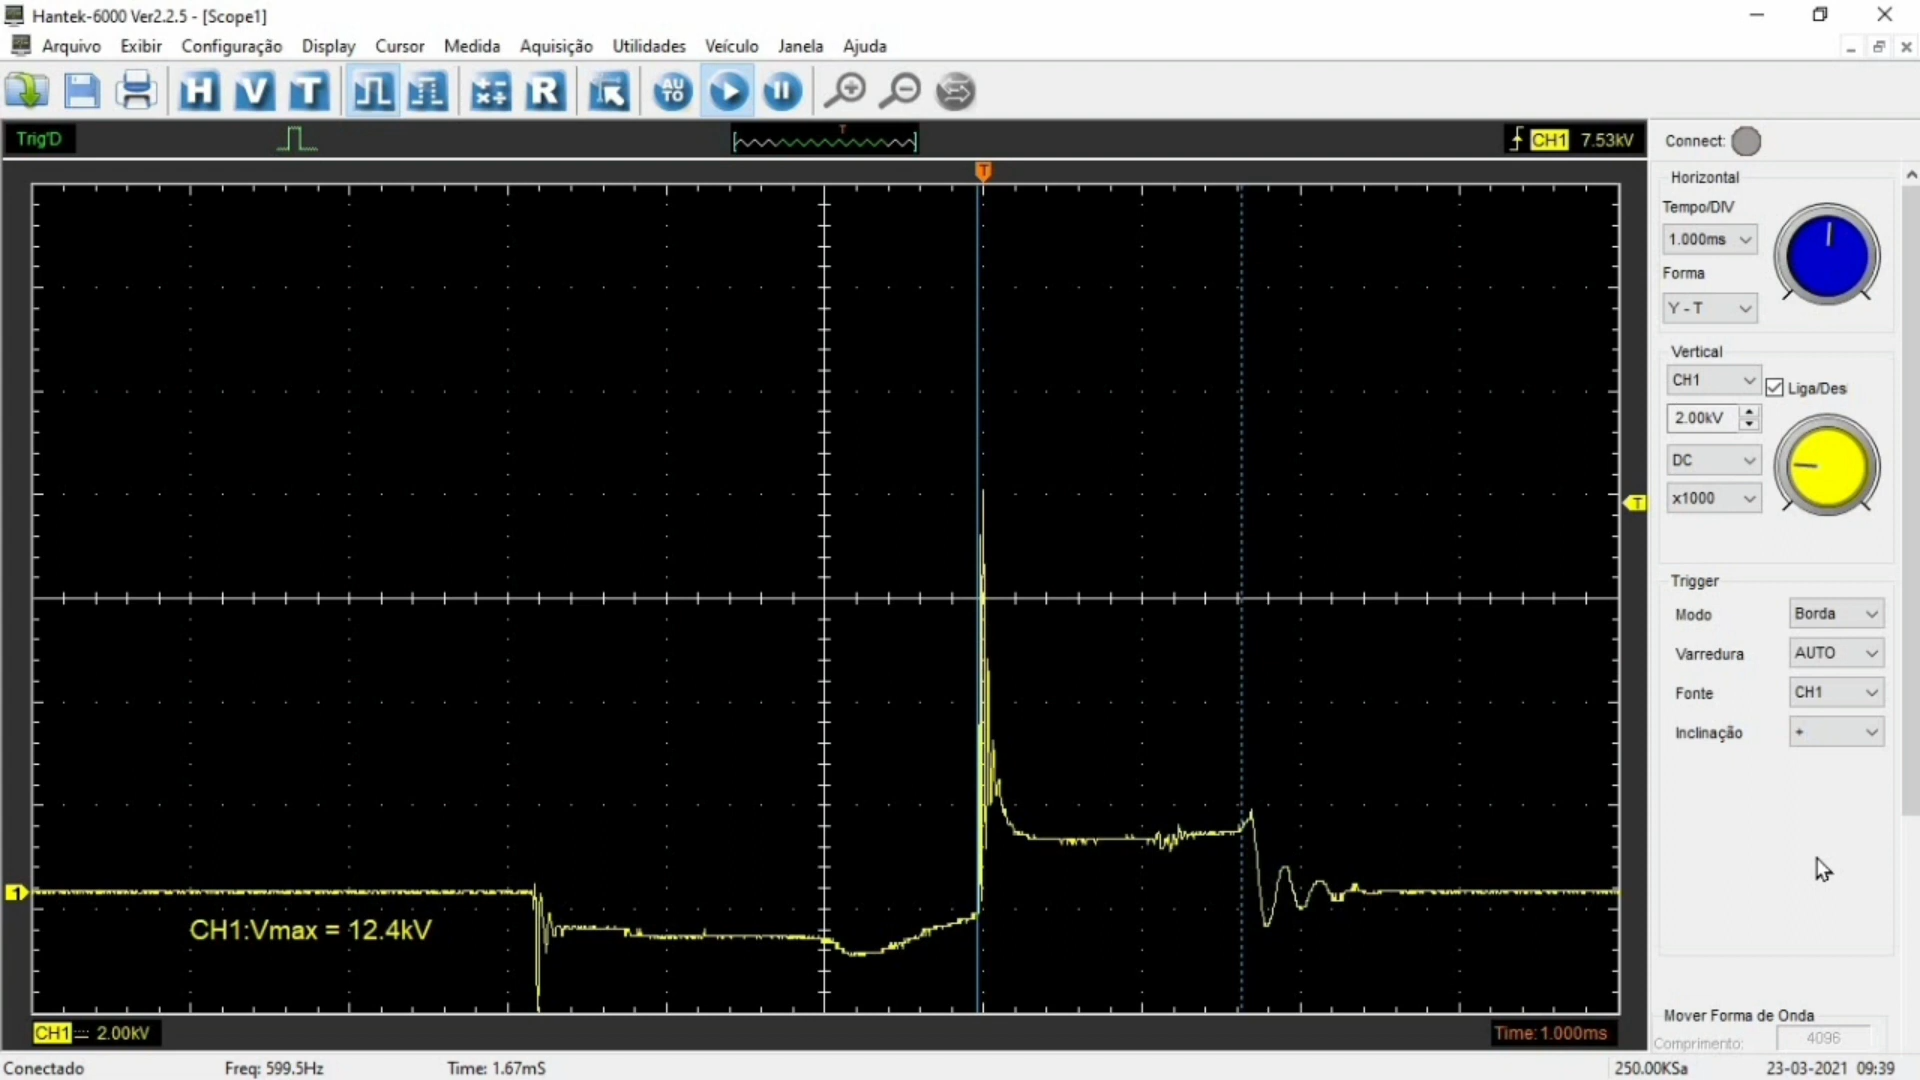 Hantek-6000 Ver2.2.5 - [Scope1]
Arquivo Exibir Configuração Display Cursor Medida Aquisição Utilidades Veículo Janela Ajuda
H V T AUTO R
Trig'D T CH1 7.53kV
T
T
1
CH1:Vmax = 12.4kV
CH1 2.00kV Time:1.000ms
Connect:
Horizontal
Tempo/DIV
1.000ms
Forma
Y - T
Vertical
CH1 Liga/Des
2.00kV
DC
x1000
Trigger
Modo Borda
Varredura AUTO
Fonte CH1
Inclinação +
Mover Forma de Onda
Comprimento: 4096
Conectado Freq: 599.5Hz Time: 1.67mS 250.00KSa 23-03-2021 09:39